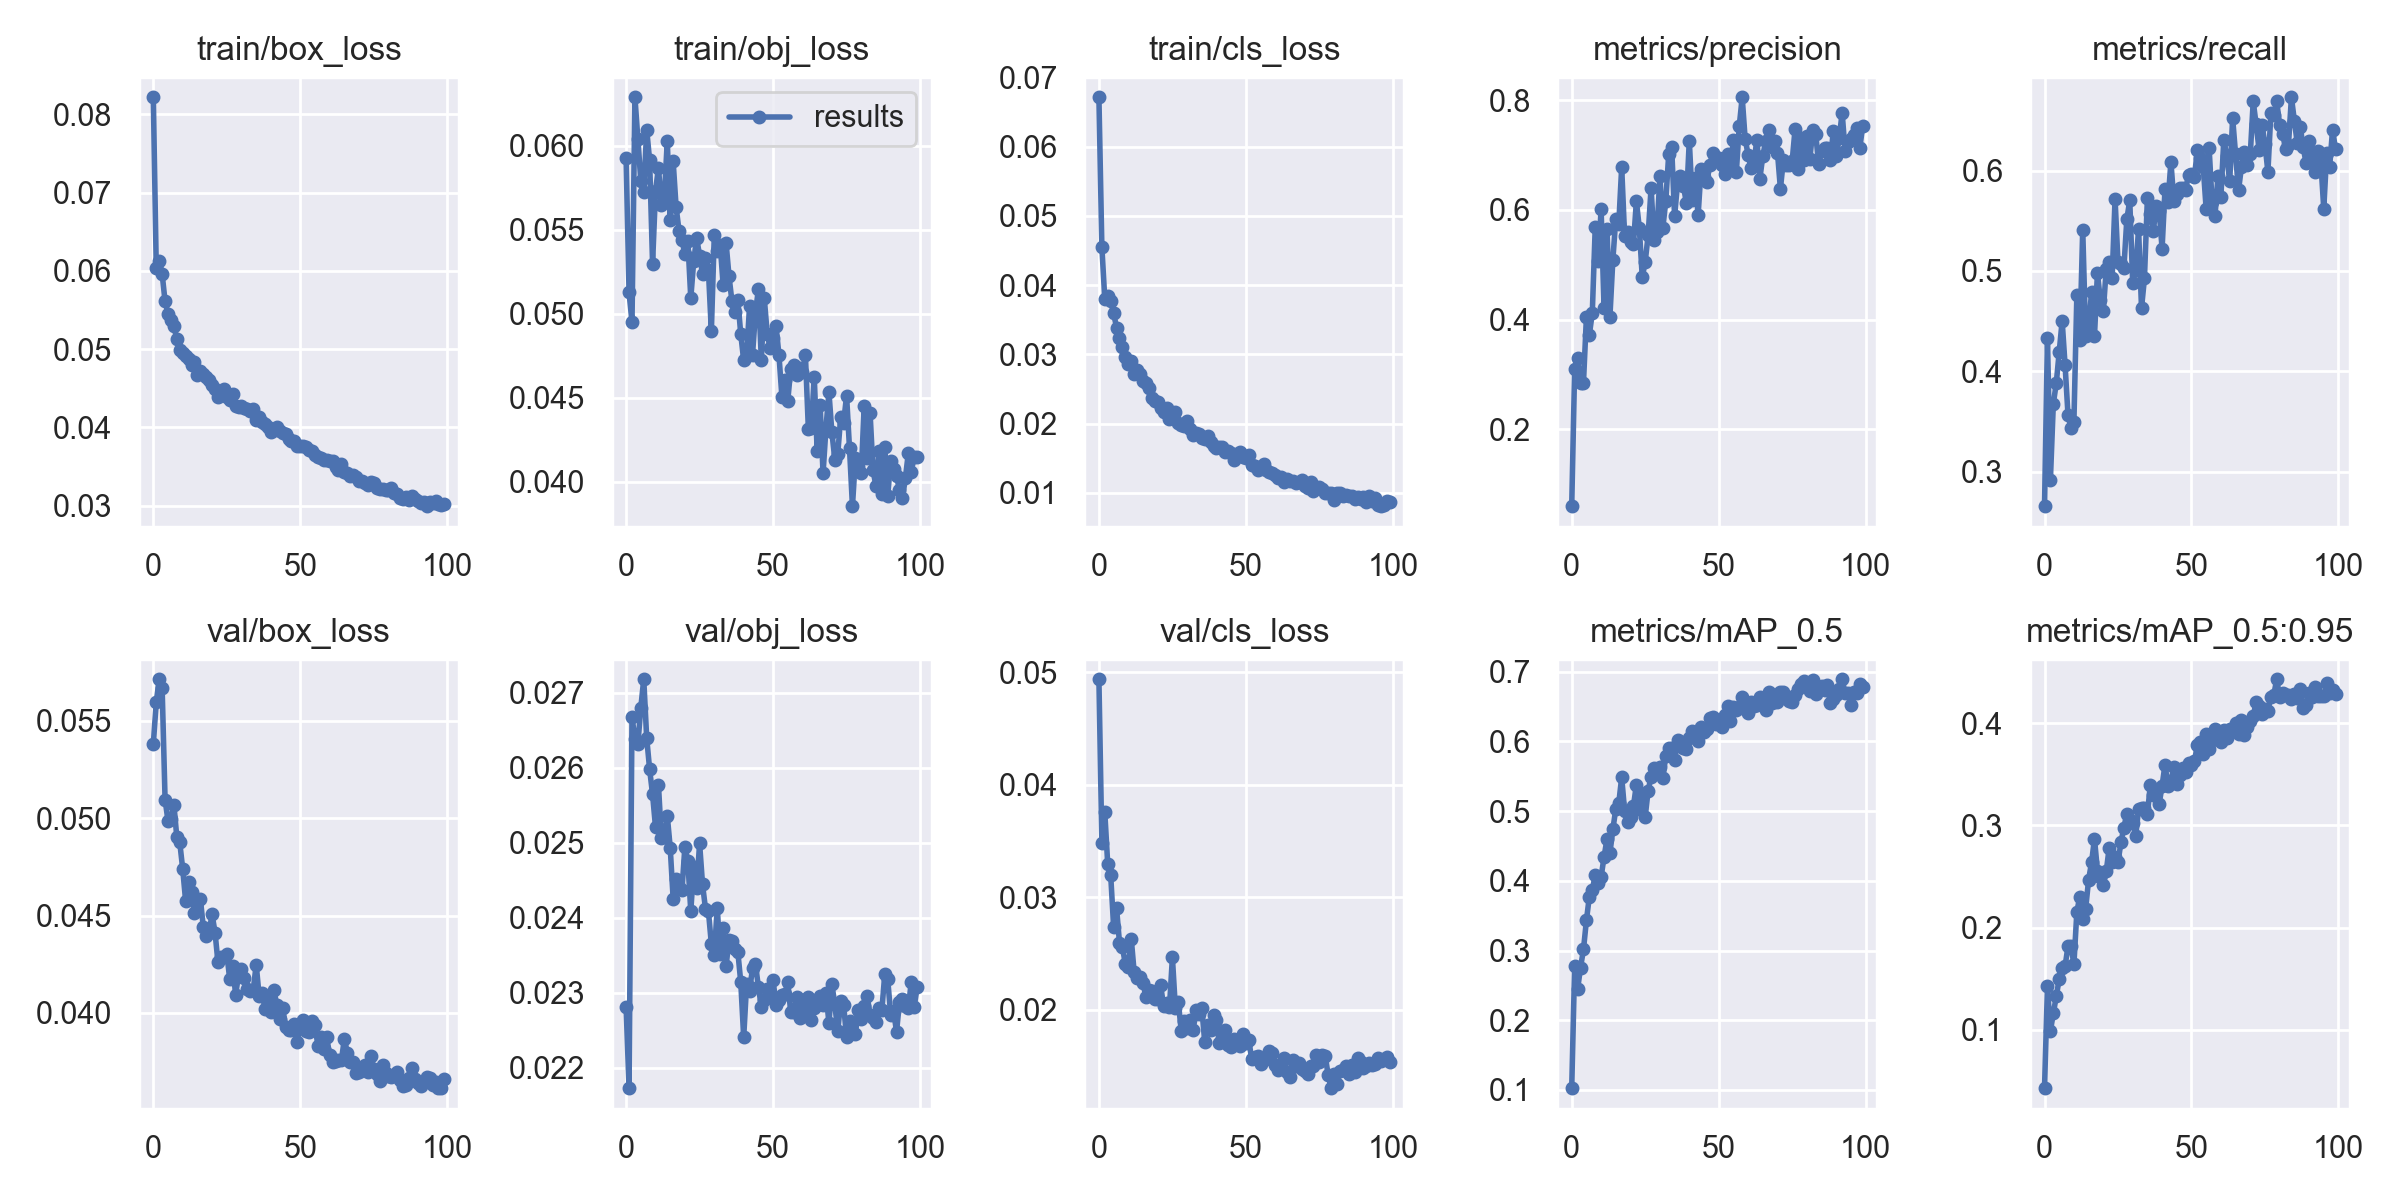 train/box_loss
0.08
0.07
0.06
0.05
0.04
0.03
0 50 100
train/obj_loss
results
0.060
0.055
0.050
0.045
0.040
0 50 100
train/cls_loss
0.07
0.06
0.05
0.04
0.03
0.02
0.01
0 50 100
metrics/precision
0.8
0.6
0.4
0.2
0 50 100
metrics/recall
0.6
0.5
0.4
0.3
0 50 100
val/box_loss
0.055
0.050
0.045
0.040
0 50 100
val/obj_loss
0.027
0.026
0.025
0.024
0.023
0.022
0 50 100
val/cls_loss
0.05
0.04
0.03
0.02
0 50 100
metrics/mAP_0.5
0.7
0.6
0.5
0.4
0.3
0.2
0.1
0 50 100
metrics/mAP_0.5:0.95
0.4
0.3
0.2
0.1
0 50 100